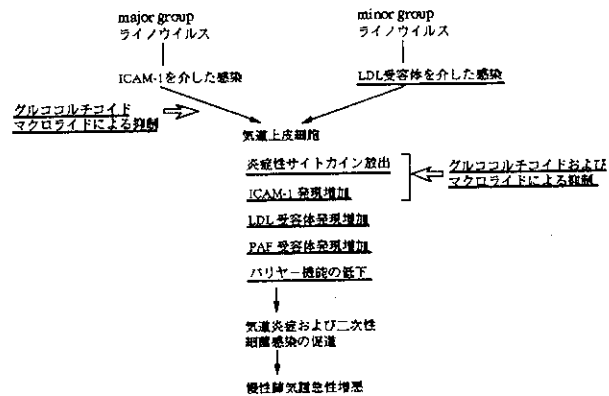 major group
ライノウイルス
minor group
ライノウイルス
ICAM-1を介した感染
LDL受容体を介した感染
グルココルチコイド
マクロライドによる抑制
気道上皮細胞
炎症性サイトカイン放出
グルココルチコイドおよび
マクロライドによる抑制
ICAM-1 発現増加
LDL 受容体発現増加
PAF 受容体発現増加
バリヤー機能の低下
気道炎症および二次性
細菌感染の促進
慢性肺気腫急性増悪